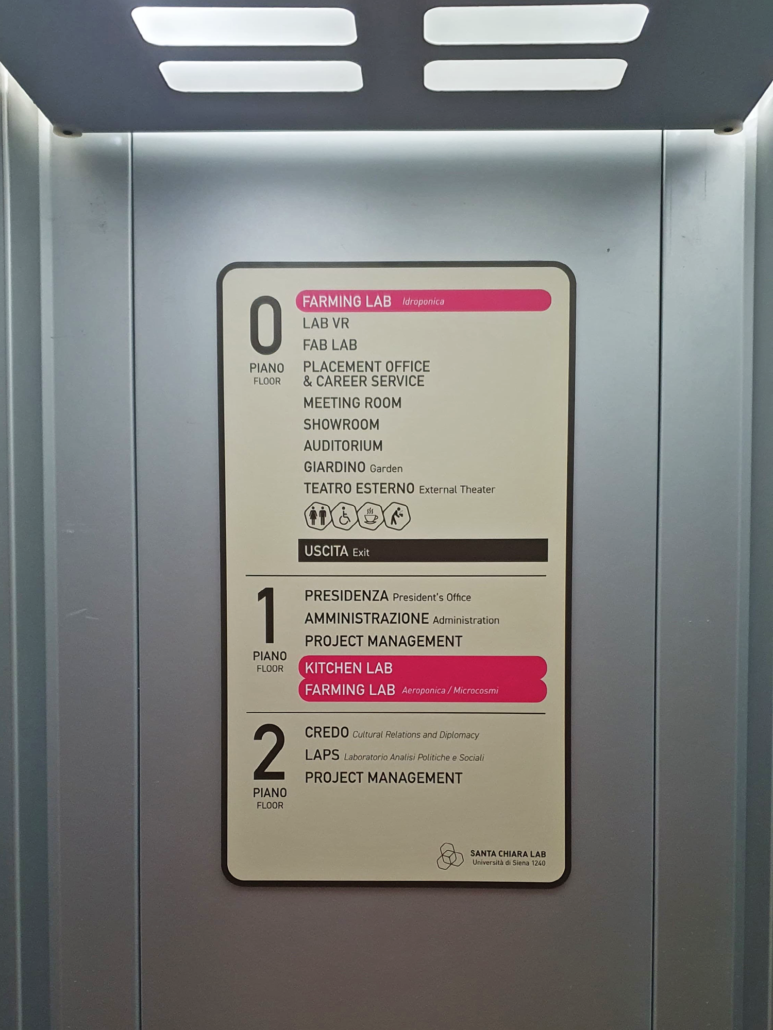 0
PIANO
FLOOR
FARMING LAB Idroponica
LAB VR
FAB LAB
PLACEMENT OFFICE
& CAREER SERVICE
MEETING ROOM
SHOWROOM
AUDITORIUM
GIARDINO Garden
TEATRO ESTERNO External Theater
USCITA Exit
1
PIANO
FLOOR
PRESIDENZA President's Office
AMMINISTRAZIONE Administration
PROJECT MANAGEMENT
KITCHEN LAB
FARMING LAB Aeroponica / Microcosmi
2
PIANO
FLOOR
CREDO Cultural Relations and Diplomacy
LAPS Laboratorio Analisi Politiche e Sociali
PROJECT MANAGEMENT
SANTA CHIARA LAB
Università di Siena 1240